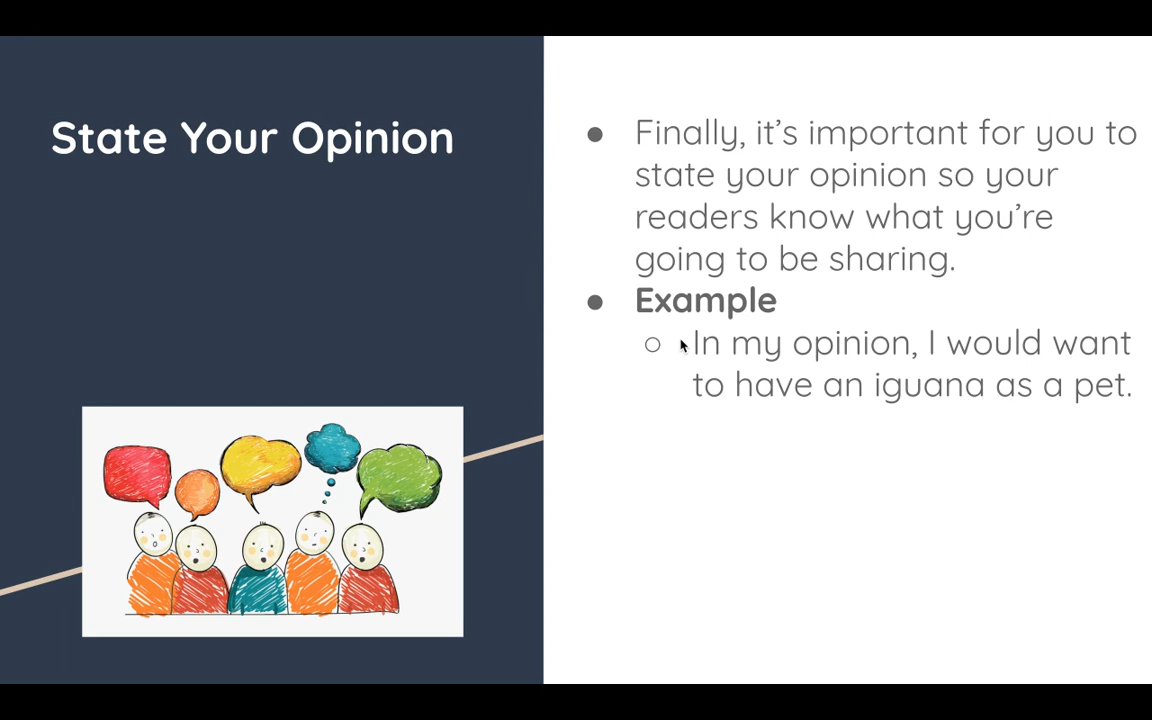 State Your Opinion
● Finally, it's important for you to
state your opinion so your
readers know what you're
going to be sharing.
● Example
○ In my opinion, I would want
to have an iguana as a pet.